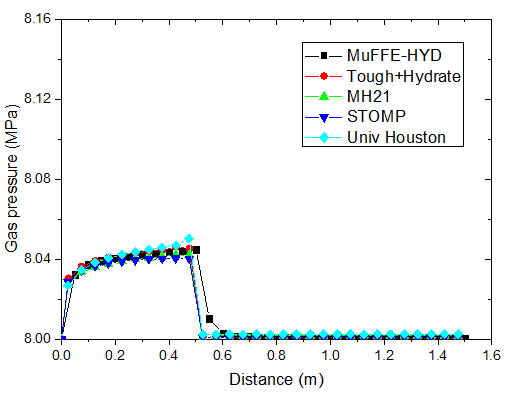 8.16
8.12
8.08
8.04
8.00
Gas pressure (MPa)
MuFFE-HYD
Tough+Hydrate
MH21
STOMP
Univ Houston
0.0 0.2 0.4 0.6 0.8 1.0 1.2 1.4 1.6
Distance (m)